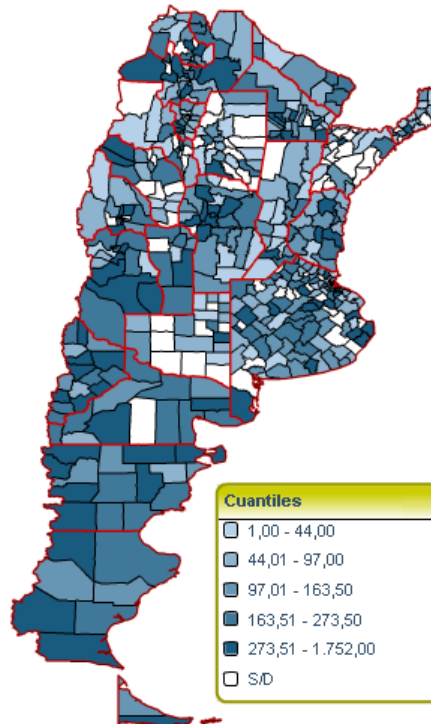 Cuantiles
1,00 - 44,00
44,01 - 97,00
97,01 - 163,50
163,51 - 273,50
273,51 - 1.752,00
S/D